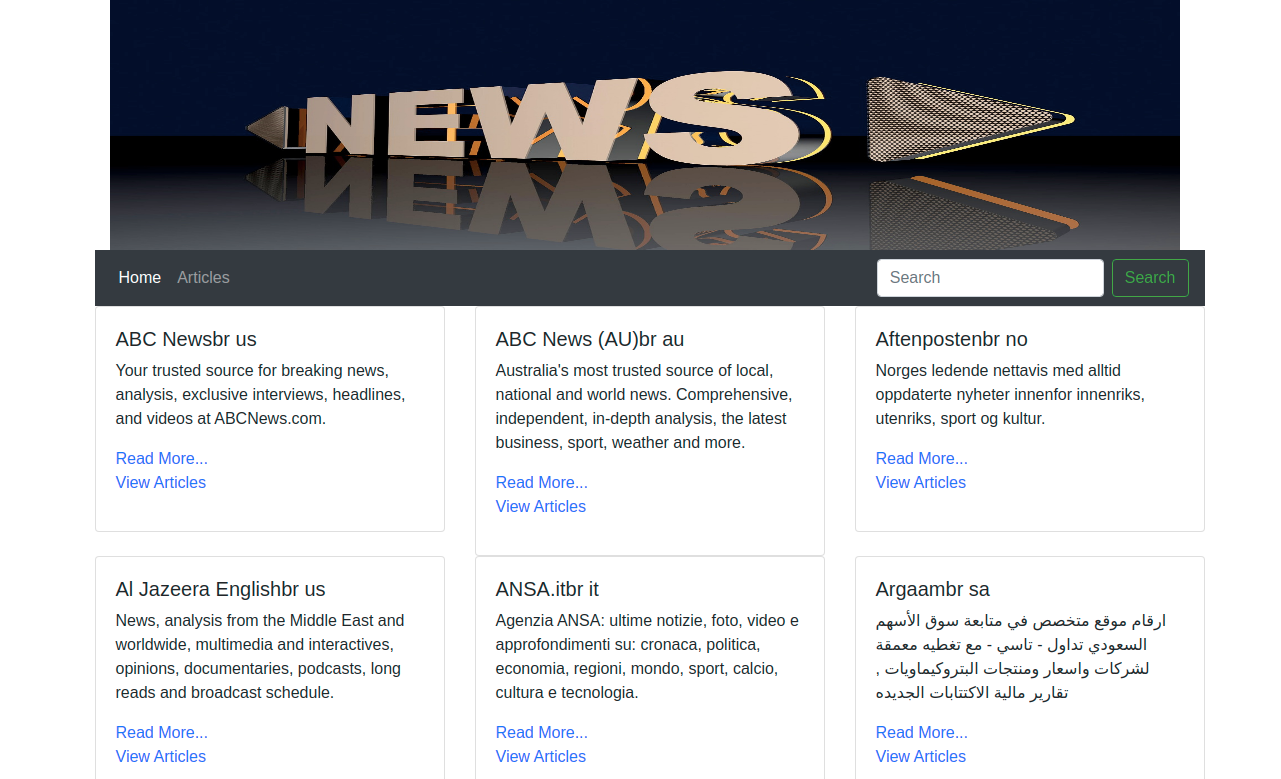 NEWS
Home Articles Search Search
ABC Newsbr us
Your trusted source for breaking news,
analysis, exclusive interviews, headlines,
and videos at ABCNews.com.
Read More...
View Articles
ABC News (AU)br au
Australia's most trusted source of local,
national and world news. Comprehensive,
independent, in-depth analysis, the latest
business, sport, weather and more.
Read More...
View Articles
Aftenpostenbr no
Norges ledende nettavis med alltid
oppdaterte nyheter innenfor innenriks,
utenriks, sport og kultur.
Read More...
View Articles
Al Jazeera Englishbr us
News, analysis from the Middle East and
worldwide, multimedia and interactives,
opinions, documentaries, podcasts, long
reads and broadcast schedule.
Read More...
View Articles
ANSA.itbr it
Agenzia ANSA: ultime notizie, foto, video e
approfondimenti su: cronaca, politica,
economia, regioni, mondo, sport, calcio,
cultura e tecnologia.
Read More...
View Articles
Argaambr sa
ارقام موقع متخصص في متابعة سوق الأسهم
السعودي تداول - تاسي - مع تغطيه معمقة
لشركات واسعار ومنتجات البتروكيماويات ,
تقارير مالية الاكتتابات الجديده
Read More...
View Articles